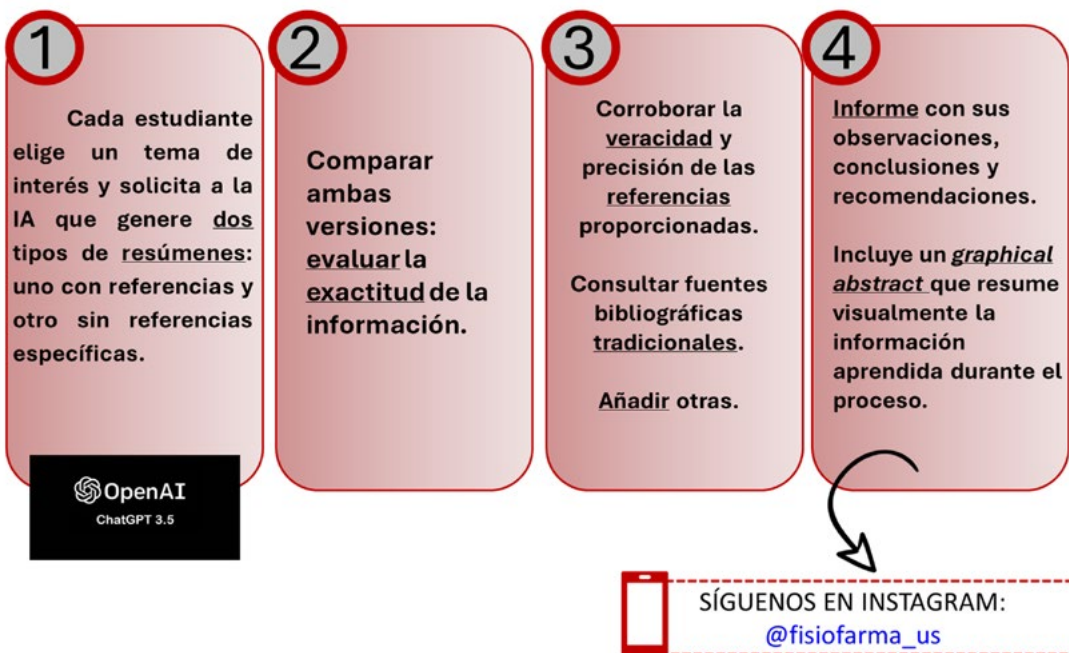 1
Cada estudiante
elige un tema de
interés y solicita a la
IA que genere dos
tipos de resúmenes:
uno con referencias y
otro sin referencias
específicas.
OpenAI
ChatGPT 3.5
2
Comparar
ambas
versiones:
evaluar la
exactitud de la
información.
3
Corroborar la
veracidad y
precisión de las
referencias
proporcionadas.
Consultar fuentes
bibliográficas
tradicionales.
Añadir otras.
4
Informe con sus
observaciones,
conclusiones y
recomendaciones.
Incluye un graphical
abstract que resume
visualmente la
información
aprendida durante el
proceso.
SÍGUENOS EN INSTAGRAM:
@fisiofarma_us